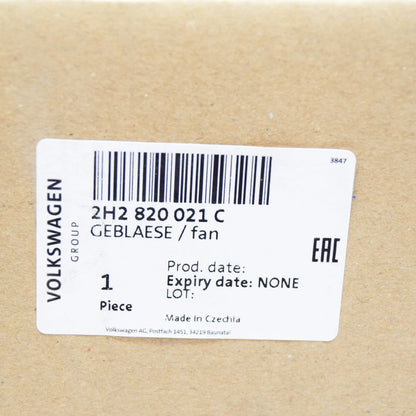 3847
VOLKSWAGEN
GROUP
2H2 820 021 C
GEBLAESE / fan
EAC
Prod. date:
1
Expiry date: NONE
Piece
LOT:
Made In Czechia
Volkswagen AG, Postfach 1451, 34219 Baunatal